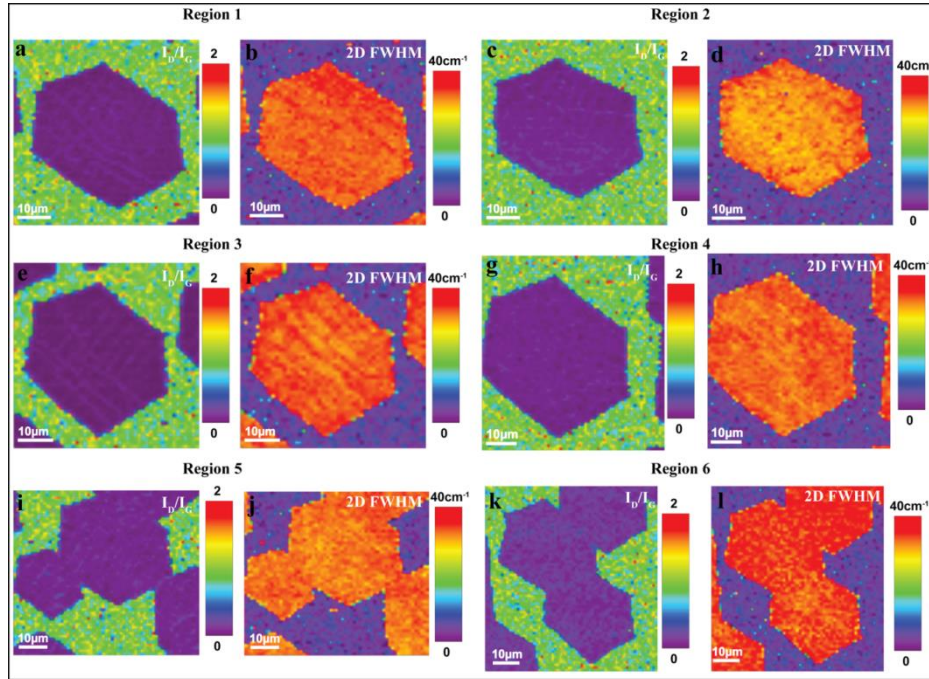 Region 1
Region 2
a I_D/I_G 2 0 10μm
b 2D FWHM 40cm⁻¹ 0 10μm
c I_D/I_G 2 0 10μm
d 2D FWHM 40cm⁻¹ 0 10μm
Region 3
Region 4
e I_D/I_G 2 0 10μm
f 2D FWHM 40cm⁻¹ 0 10μm
g I_D/I_G 2 0 10μm
h 2D FWHM 40cm⁻¹ 0 10μm
Region 5
Region 6
i I_D/I_G 2 0 10μm
j 2D FWHM 40cm⁻¹ 0 10μm
k I_D/I_G 2 0 10μm
l 2D FWHM 40cm⁻¹ 0 10μm